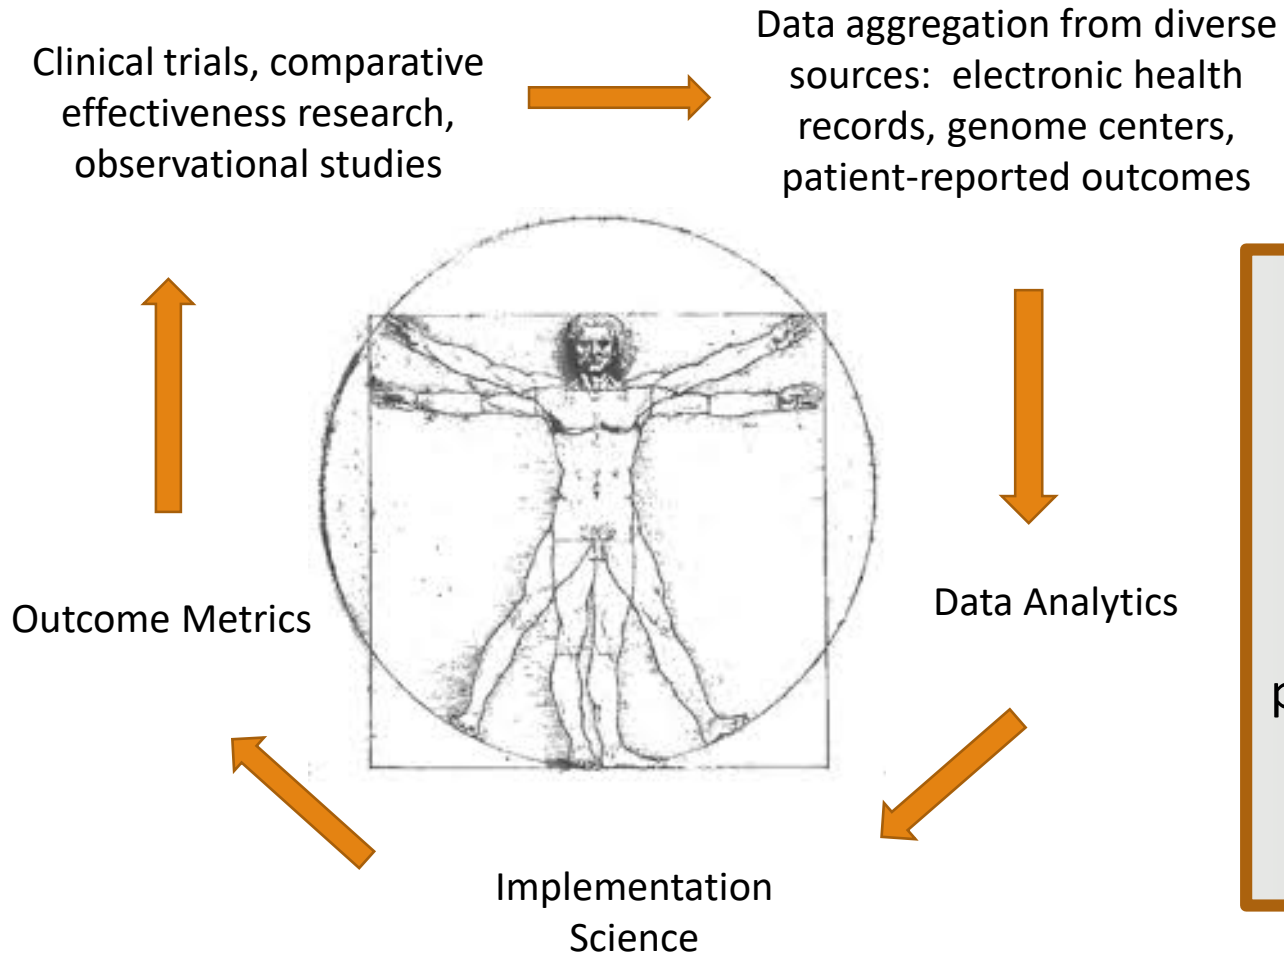 Clinical trials, comparative
effectiveness research,
observational studies
Data aggregation from diverse
sources:  electronic health
records, genome centers,
patient-reported outcomes
Data Analytics
Implementation
Science
Outcome Metrics